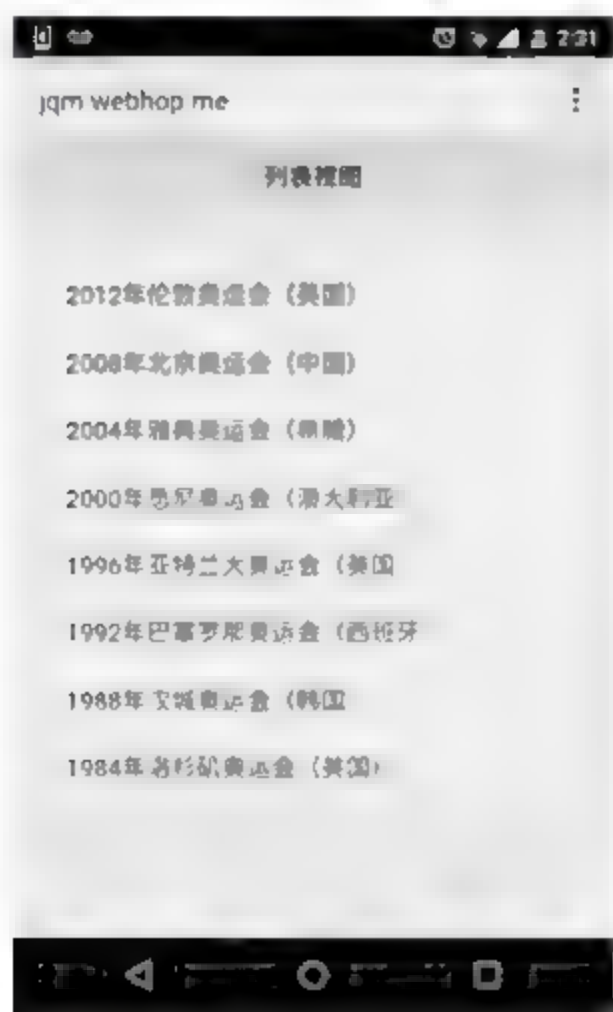 2:31
jqm webhop me
列表视图
2012年伦敦奥运会（英国）
2008年北京奥运会（中国）
2004年雅典奥运会（希腊）
2000年悉尼奥运会（澳大利亚
1996年亚特兰大奥运会（美国
1992年巴塞罗那奥运会（西班牙
1988年汉城奥运会（韩国
1984年洛杉矶奥运会（美国）